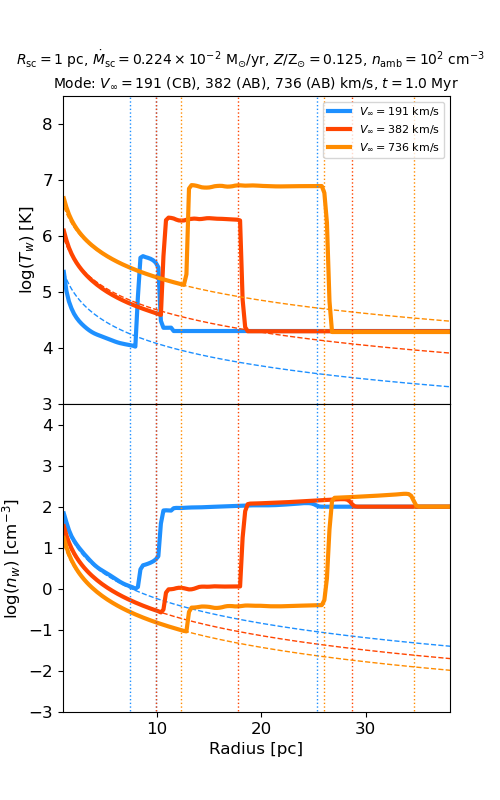 R_sc = 1 pc, Ṁ_sc = 0.224 × 10⁻² M_⊙/yr, Z/Z_⊙ = 0.125, n_amb = 10² cm⁻³
Mode: V_∞ = 191 (CB), 382 (AB), 736 (AB) km/s, t = 1.0 Myr
V_∞ = 191 km/s
V_∞ = 382 km/s
V_∞ = 736 km/s
log(T_w) [K]
8
7
6
5
4
3
log(n_w) [cm⁻³]
4
3
2
1
0
−1
−2
−3
10 20 30
Radius [pc]